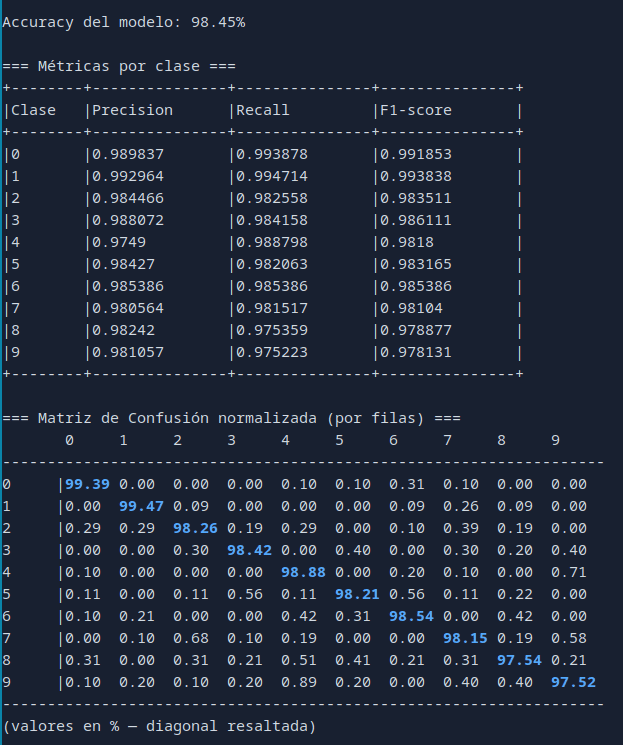 Accuracy del modelo: 98.45%
=== Métricas por clase ===
+--------+---------------+---------------+---------------+
|Clase   |Precision      |Recall         |F1-score       |
+--------+---------------+---------------+---------------+
|0       |0.989837       |0.993878       |0.991853       |
|1       |0.992964       |0.994714       |0.993838       |
|2       |0.984466       |0.982558       |0.983511       |
|3       |0.988072       |0.984158       |0.986111       |
|4       |0.9749         |0.988798       |0.9818         |
|5       |0.98427        |0.982063       |0.983165       |
|6       |0.985386       |0.985386       |0.985386       |
|7       |0.980564       |0.981517       |0.98104        |
|8       |0.98242        |0.975359       |0.978877       |
|9       |0.981057       |0.975223       |0.978131       |
+--------+---------------+---------------+---------------+
=== Matriz de Confusión normalizada (por filas) ===
       0     1     2     3     4     5     6     7     8     9
-------------------------------------------------------------------
0     |99.39 0.00  0.00  0.00  0.10  0.10  0.31  0.10  0.00  0.00
1     |0.00  99.47 0.09  0.00  0.00  0.00  0.09  0.26  0.09  0.00
2     |0.29  0.29  98.26 0.19  0.29  0.00  0.10  0.39  0.19  0.00
3     |0.00  0.00  0.30  98.42 0.00  0.40  0.00  0.30  0.20  0.40
4     |0.10  0.00  0.00  0.00  98.88 0.00  0.20  0.10  0.00  0.71
5     |0.11  0.00  0.11  0.56  0.11  98.21 0.56  0.11  0.22  0.00
6     |0.10  0.21  0.00  0.00  0.42  0.31  98.54 0.00  0.42  0.00
7     |0.00  0.10  0.68  0.10  0.19  0.00  0.00  98.15 0.19  0.58
8     |0.31  0.00  0.31  0.21  0.51  0.41  0.21  0.31  97.54 0.21
9     |0.10  0.20  0.10  0.20  0.89  0.20  0.00  0.40  0.40  97.52
-------------------------------------------------------------------
(valores en % — diagonal resaltada)